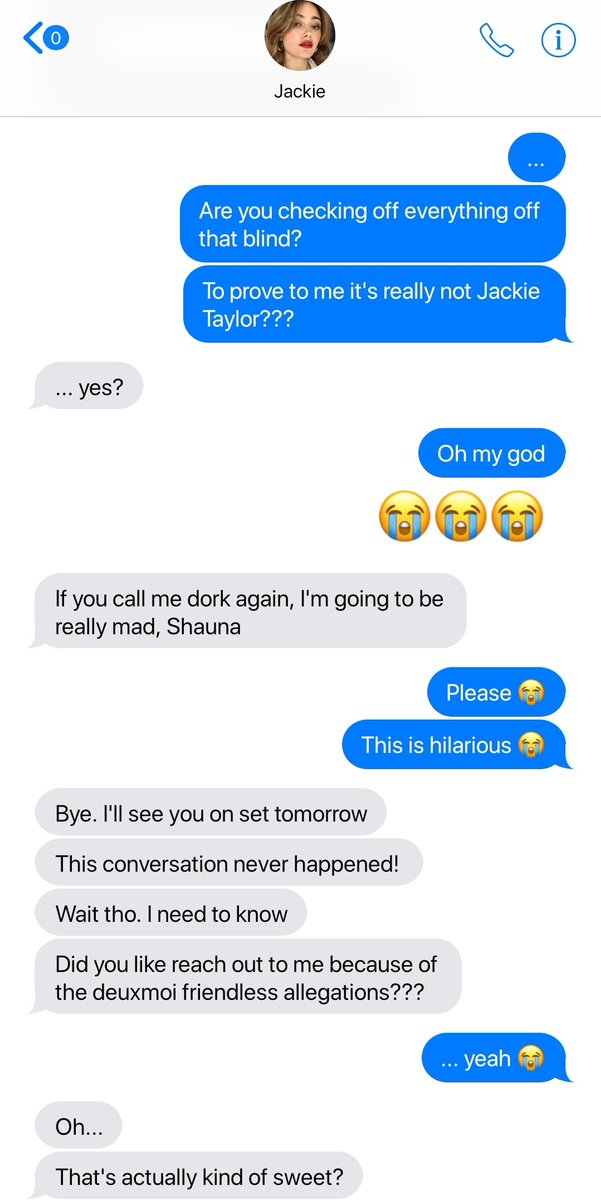 0
Jackie
...
Are you checking off everything off
that blind?
To prove to me it's really not Jackie
Taylor???
... yes?
Oh my god
😭😭😭
If you call me dork again, I'm going to be
really mad, Shauna
Please 😭
This is hilarious 😭
Bye. I'll see you on set tomorrow
This conversation never happened!
Wait tho. I need to know
Did you like reach out to me because of
the deuxmoi friendless allegations???
... yeah 😭
Oh...
That's actually kind of sweet?